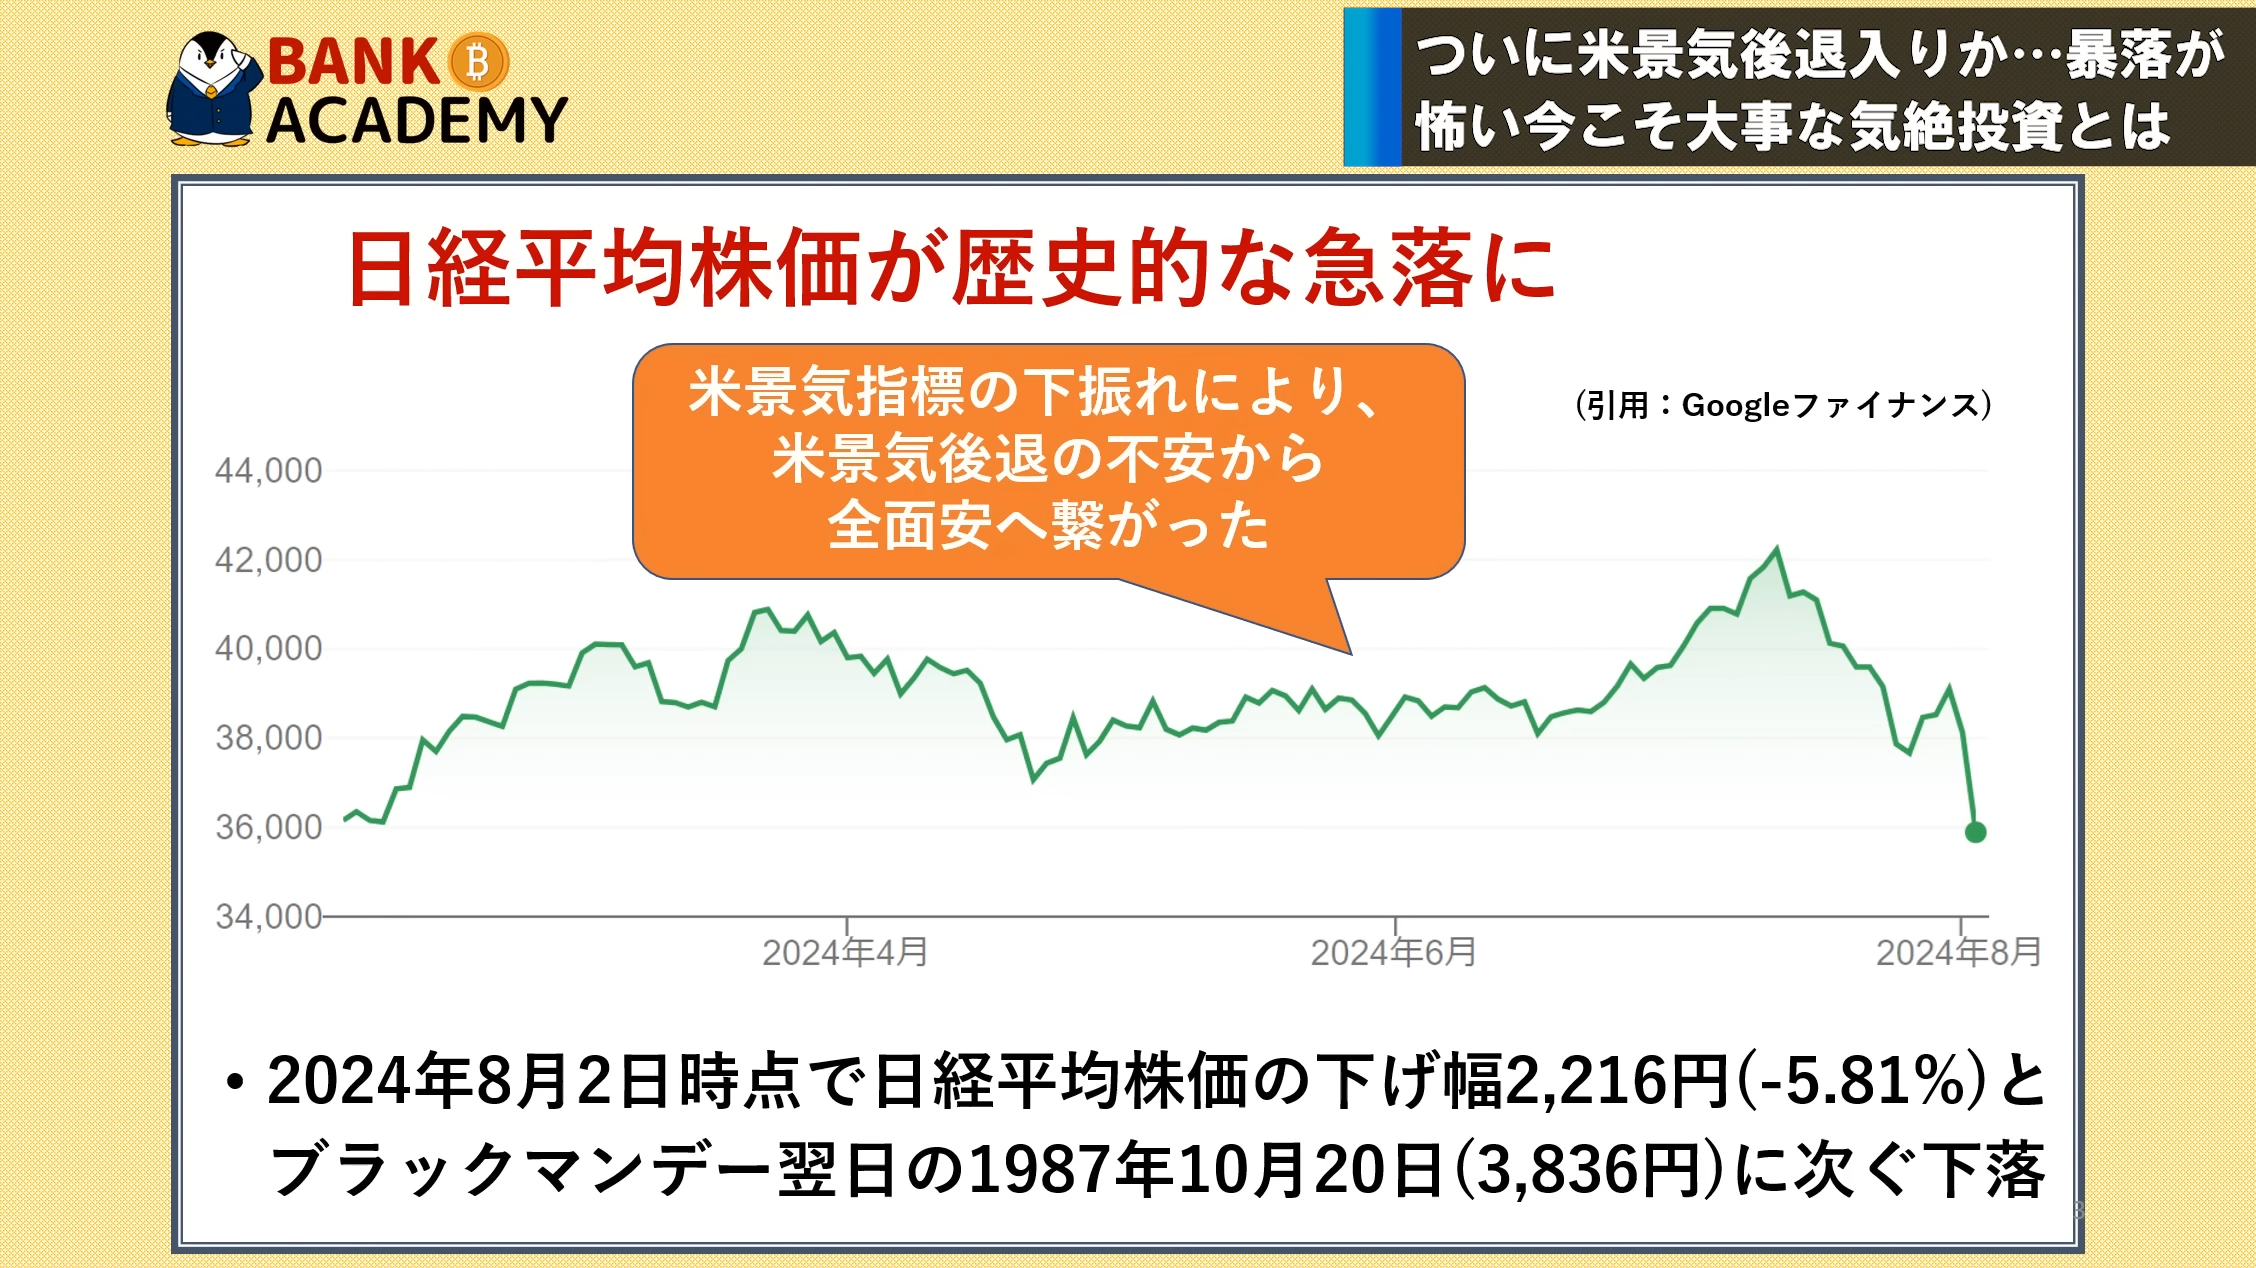 BANK
ACADEMY
ついに米景気後退入りか…暴落が
怖い今こそ大事な気絶投資とは
日経平均株価が歴史的な急落に
米景気指標の下振れにより、
米景気後退の不安から
全面安へ繋がった
(引用：Googleファイナンス)
44,000
42,000
40,000
38,000
36,000
34,000
2024年4月
2024年6月
2024年8月
・2024年8月2日時点で日経平均株価の下げ幅2,216円(-5.81%)と
ブラックマンデー翌日の1987年10月20日(3,836円)に次ぐ下落
3